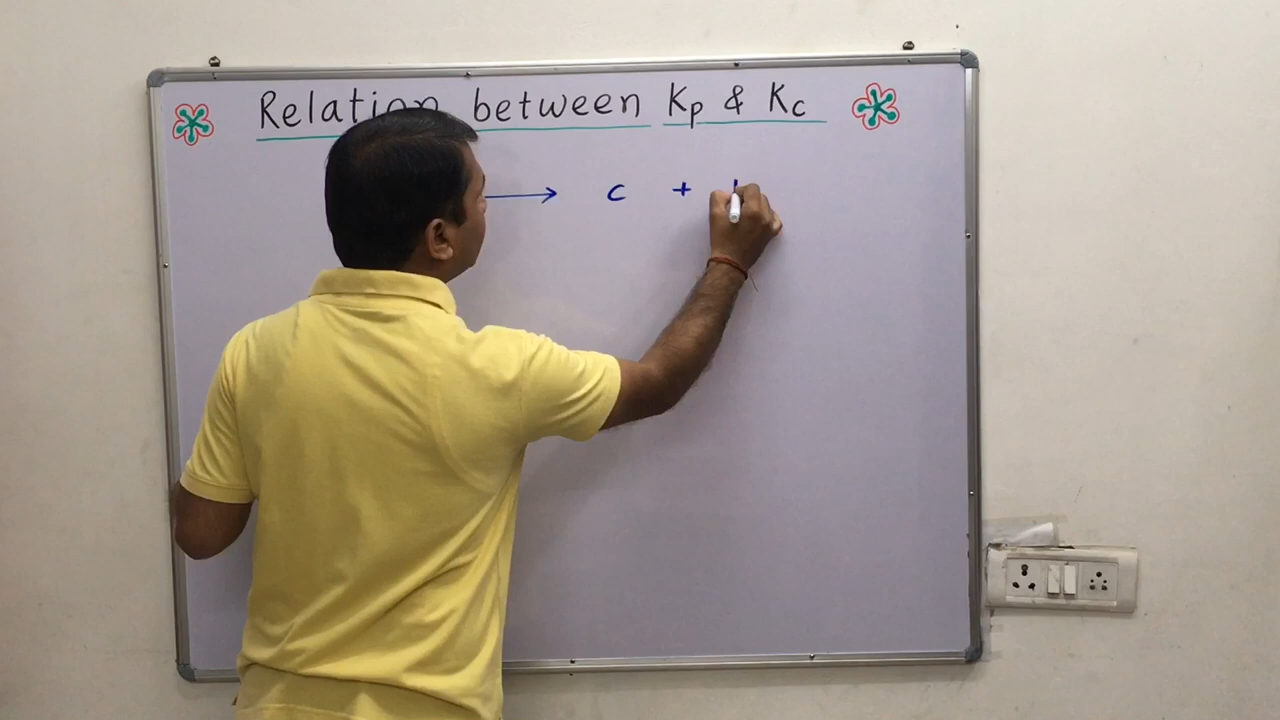 Relation between Kp & Kc
→ C +